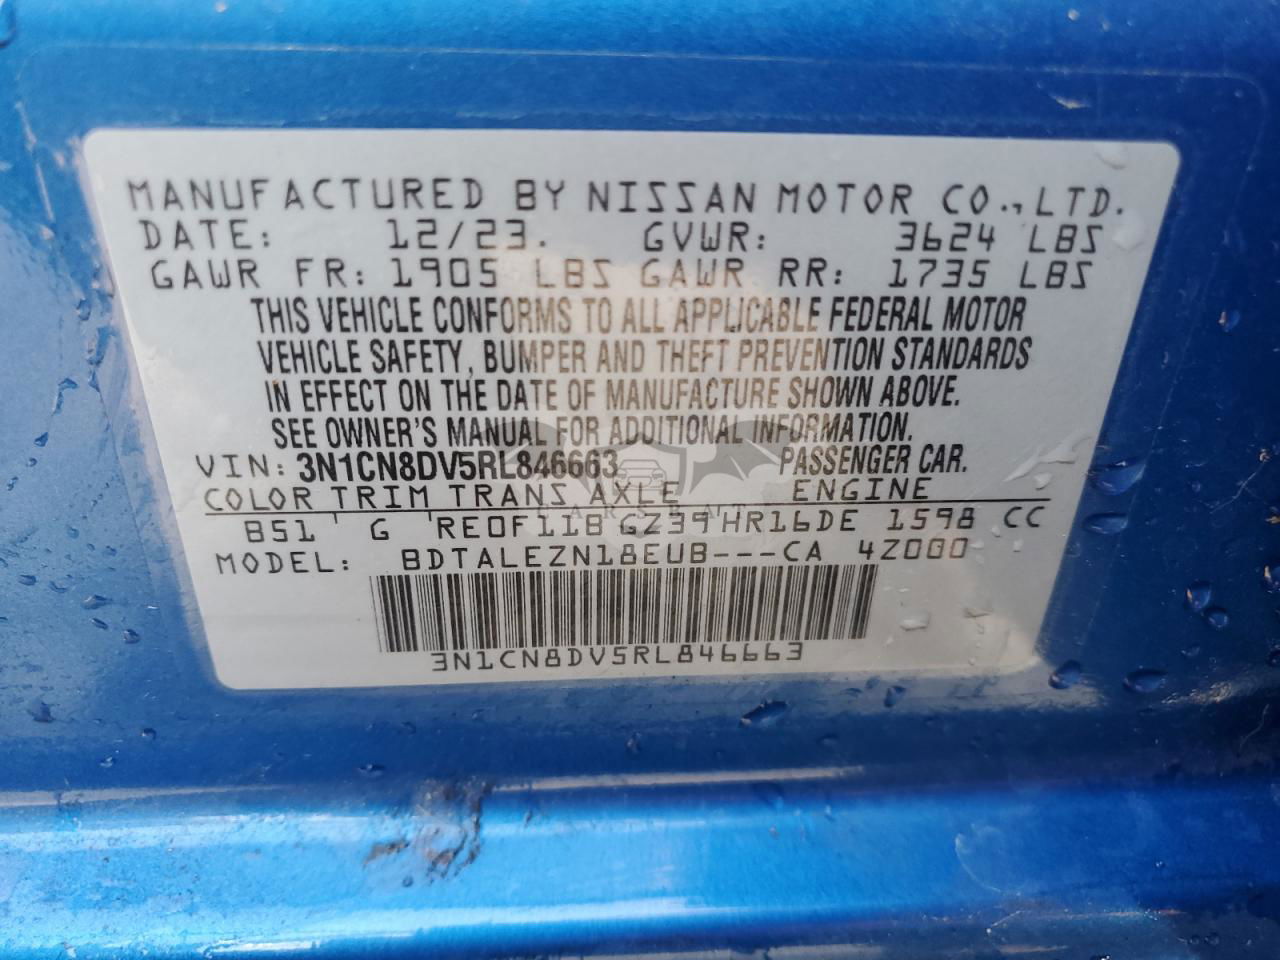 MANUFACTURED BY NISSAN MOTOR CO., LTD.
DATE: 12/23. GVWR: 3624 LBS
GAWR FR: 1905 LBS GAWR RR: 1735 LBS
THIS VEHICLE CONFORMS TO ALL APPLICABLE FEDERAL MOTOR
VEHICLE SAFETY, BUMPER AND THEFT PREVENTION STANDARDS
IN EFFECT ON THE DATE OF MANUFACTURE SHOWN ABOVE.
SEE OWNER'S MANUAL FOR ADDITIONAL INFORMATION.
VIN: 3N1CN8DV5RL846663 PASSENGER CAR.
COLOR TRIM TRANS AXLE ENGINE
B51 G RE0F11B GZ39 HR16DE 1598 CC
MODEL: BDTALEZN18EUB---CA 4Z000
3N1CN8DV5RL846663
CARSBAT